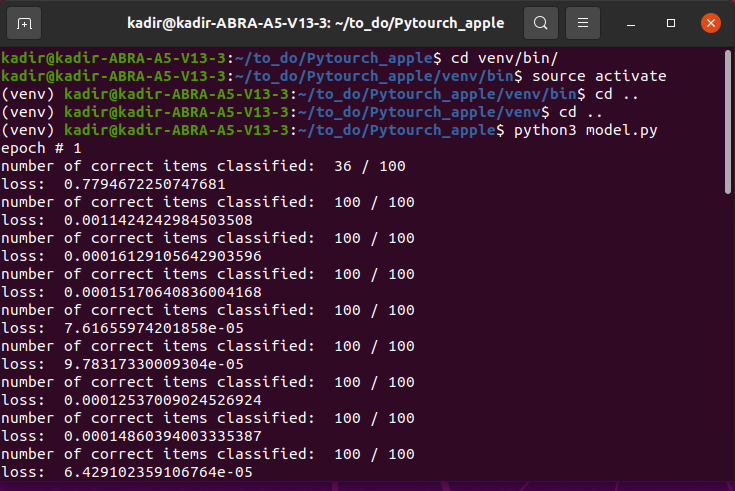 kadir@kadir-ABRA-A5-V13-3: ~/to_do/Pytourch_apple
kadir@kadir-ABRA-A5-V13-3:~/to_do/Pytourch_apple$ cd venv/bin/
kadir@kadir-ABRA-A5-V13-3:~/to_do/Pytourch_apple/venv/bin$ source activate
(venv) kadir@kadir-ABRA-A5-V13-3:~/to_do/Pytourch_apple/venv/bin$ cd ..
(venv) kadir@kadir-ABRA-A5-V13-3:~/to_do/Pytourch_apple/venv$ cd ..
(venv) kadir@kadir-ABRA-A5-V13-3:~/to_do/Pytourch_apple$ python3 model.py
epoch # 1
number of correct items classified:  36 / 100
loss:  0.7794672250747681
number of correct items classified:  100 / 100
loss:  0.0011424242984503508
number of correct items classified:  100 / 100
loss:  0.00016129105642903596
number of correct items classified:  100 / 100
loss:  0.00015170640836004168
number of correct items classified:  100 / 100
loss:  7.61655974201858e-05
number of correct items classified:  100 / 100
loss:  9.78317330009304e-05
number of correct items classified:  100 / 100
loss:  0.00012537009024526924
number of correct items classified:  100 / 100
loss:  0.00014860394003335387
number of correct items classified:  100 / 100
loss:  6.429102359106764e-05